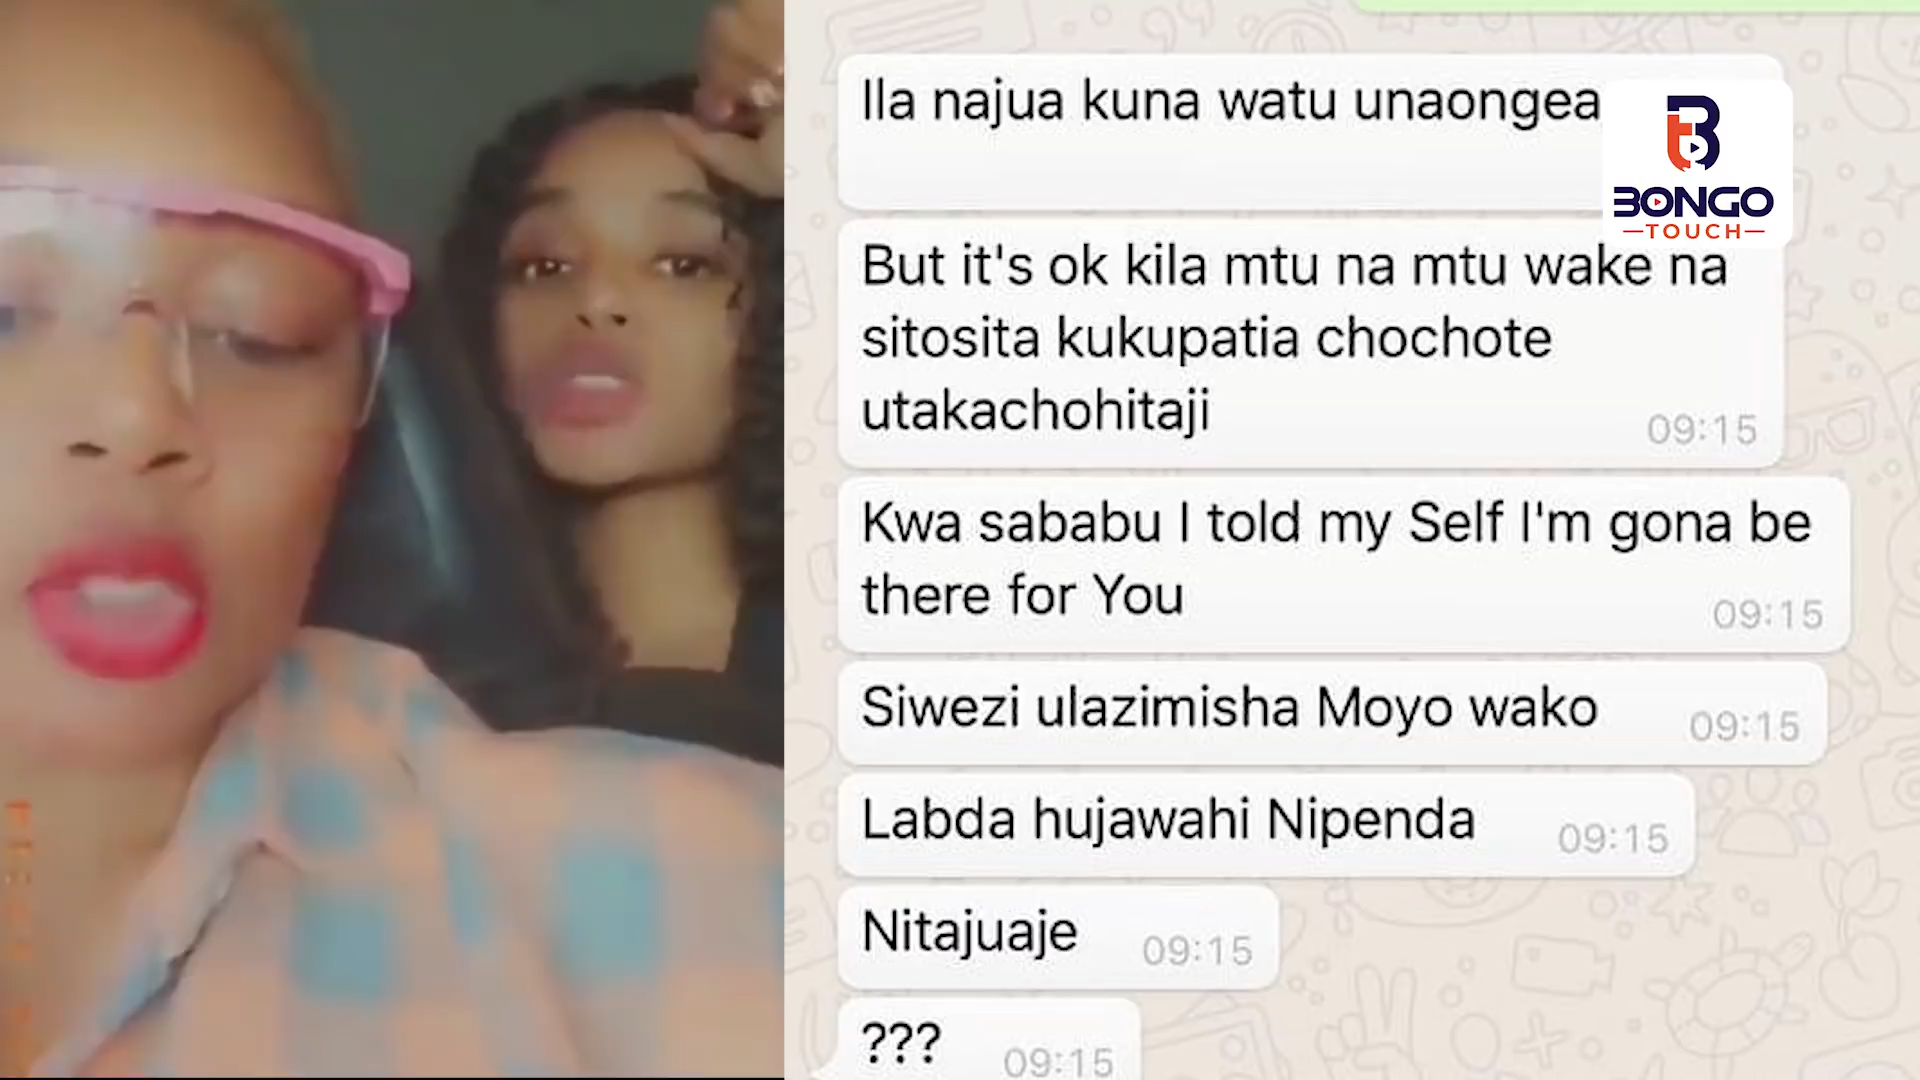 Ila najua kuna watu unaongea
BONGO
TOUCH
But it's ok kila mtu na mtu wake na
sitosita kukupatia chochote
utakachohitaji
09:15
Kwa sababu I told my Self I'm gona be
there for You
09:15
Siwezi ulazimisha Moyo wako
09:15
Labda hujawahi Nipenda
09:15
Nitajuaje
09:15
???
09:15